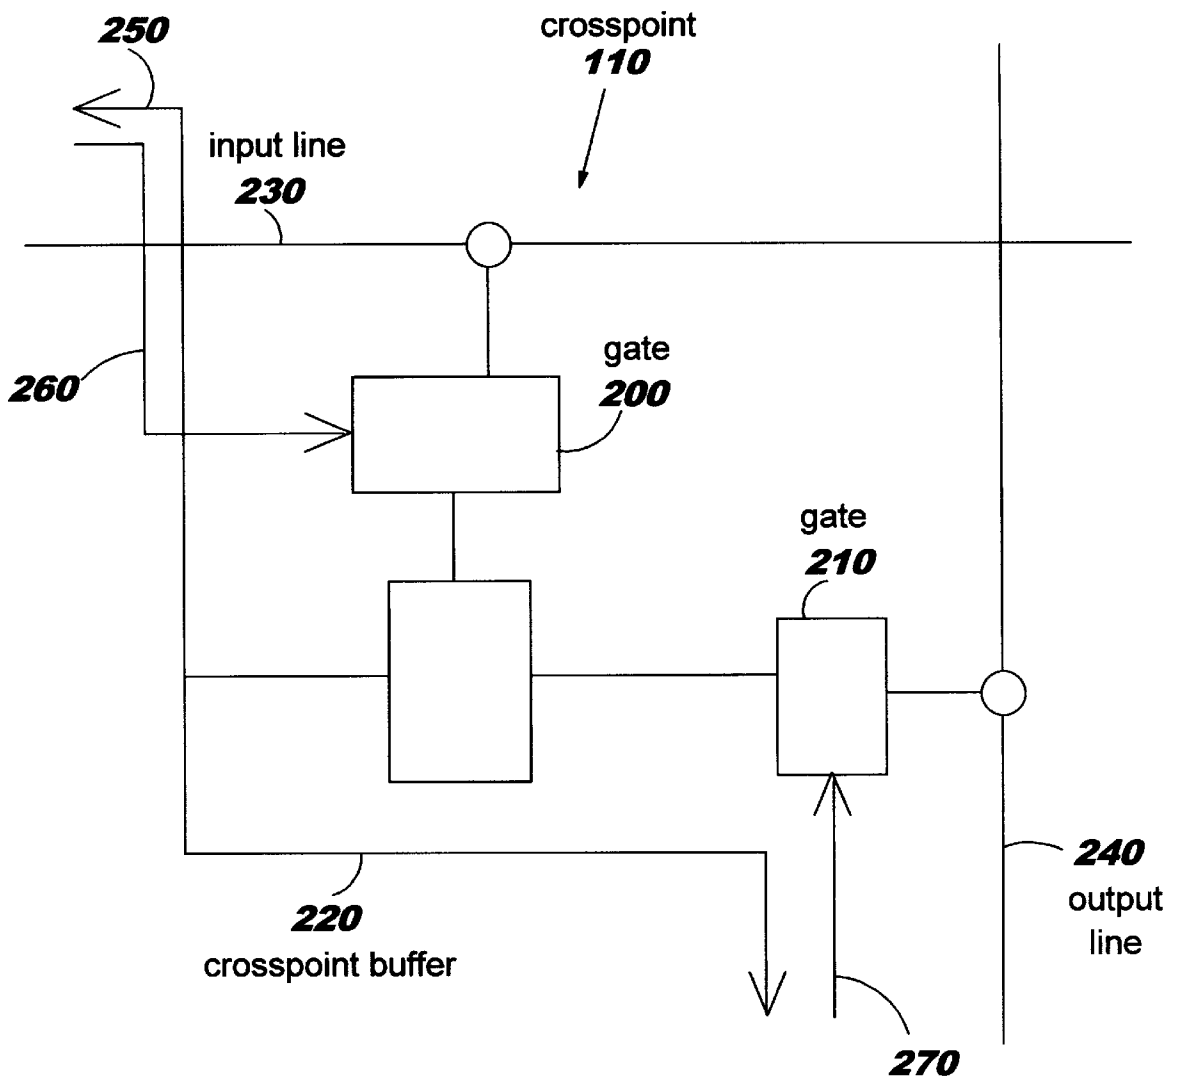 250
crosspoint
110
input line
230
260
gate
200
gate
210
240
output
line
220
crosspoint buffer
270